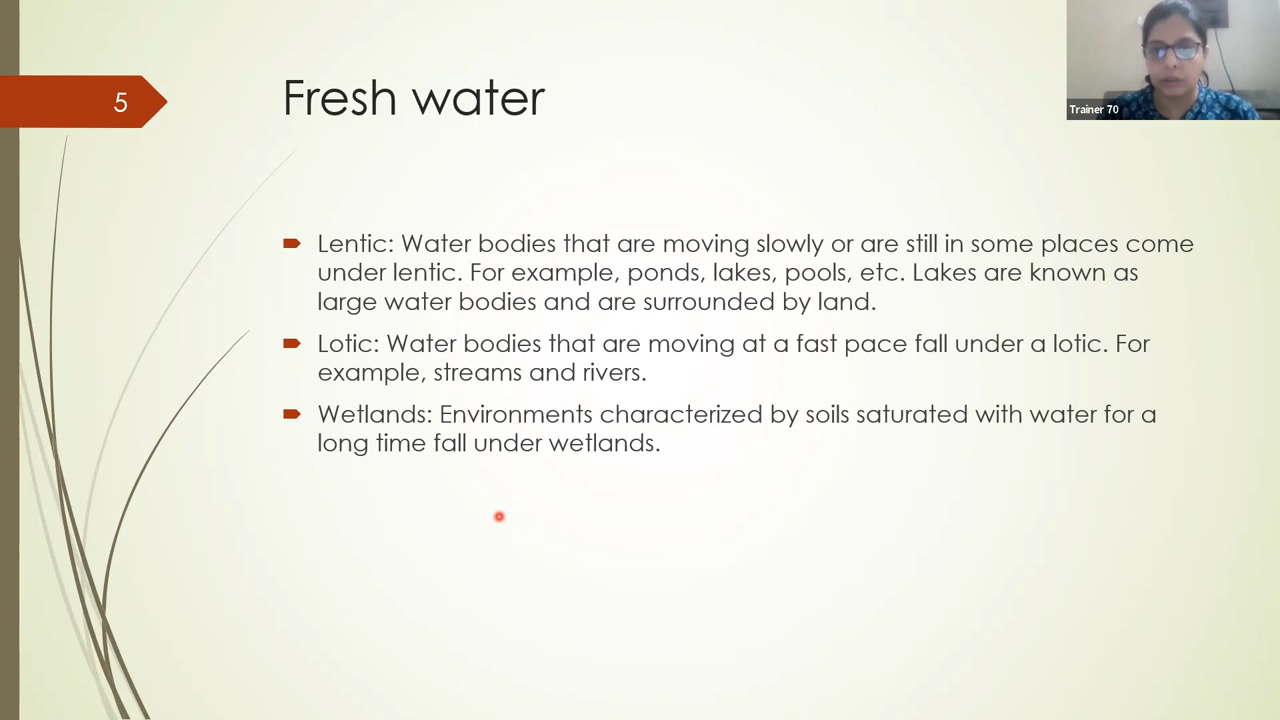 5
Fresh water
Trainer 70
Lentic: Water bodies that are moving slowly or are still in some places come
under lentic. For example, ponds, lakes, pools, etc. Lakes are known as
large water bodies and are surrounded by land.
Lotic: Water bodies that are moving at a fast pace fall under a lotic. For
example, streams and rivers.
Wetlands: Environments characterized by soils saturated with water for a
long time fall under wetlands.